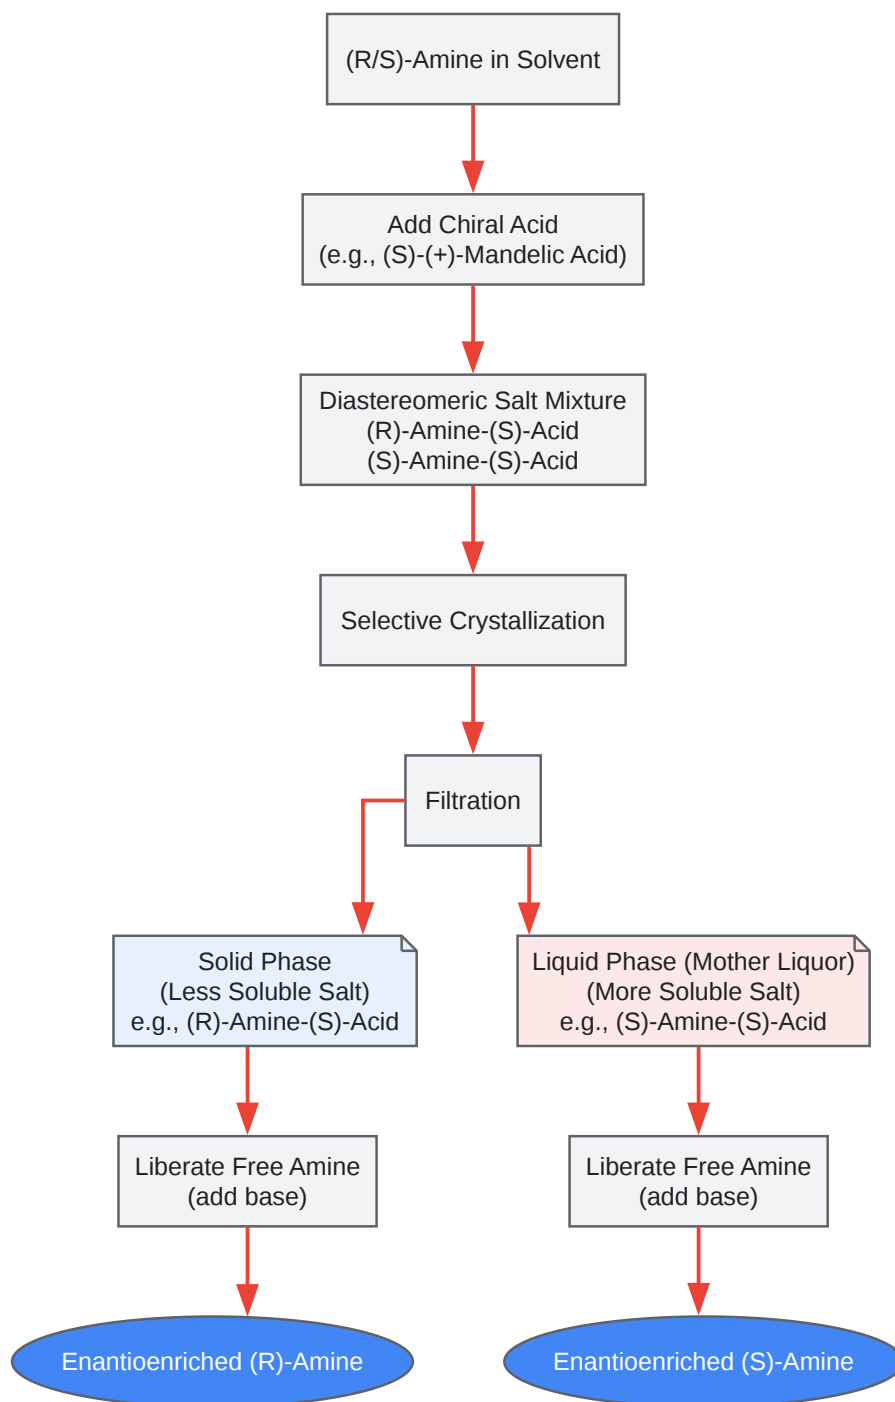 (R/S)-Amine in Solvent
Add Chiral Acid
(e.g., (S)-(+)-Mandelic Acid)
Diastereomeric Salt Mixture
(R)-Amine-(S)-Acid
(S)-Amine-(S)-Acid
Selective Crystallization
Filtration
Solid Phase
(Less Soluble Salt)
e.g., (R)-Amine-(S)-Acid
Liquid Phase (Mother Liquor)
(More Soluble Salt)
e.g., (S)-Amine-(S)-Acid
Liberate Free Amine
(add base)
Liberate Free Amine
(add base)
Enantioenriched (R)-Amine
Enantioenriched (S)-Amine